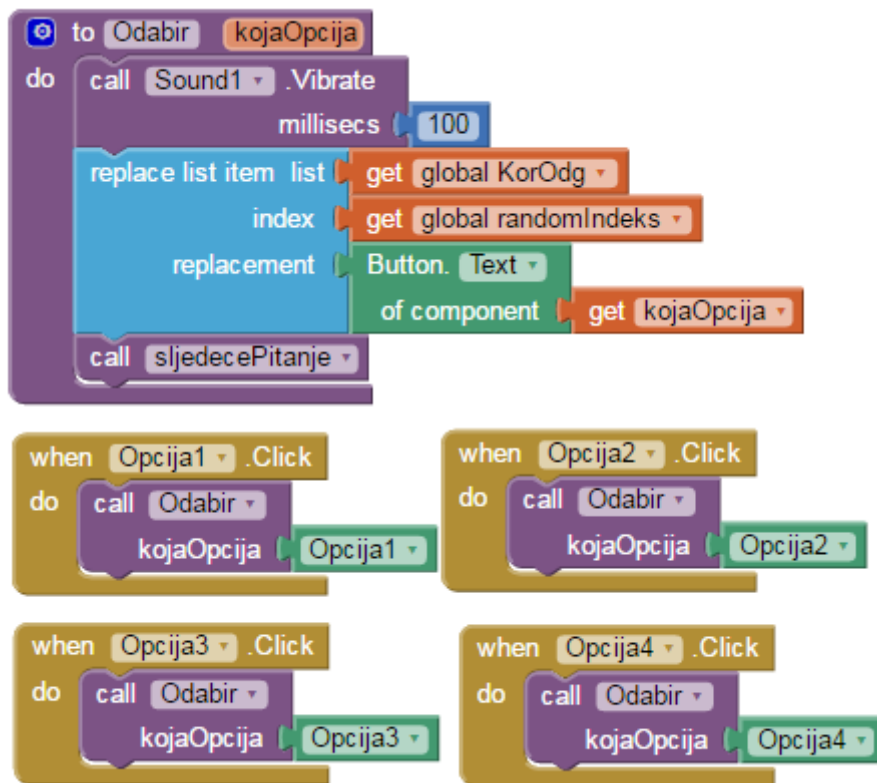 to Odabir kojaOpcija
do call Sound1 .Vibrate
millisecs 100
replace list item list get global KorOdg
index get global randomIndeks
replacement Button. Text
of component get kojaOpcija
call sljedecePitanje
when Opcija1 .Click
do call Odabir
kojaOpcija Opcija1
when Opcija2 .Click
do call Odabir
kojaOpcija Opcija2
when Opcija3 .Click
do call Odabir
kojaOpcija Opcija3
when Opcija4 .Click
do call Odabir
kojaOpcija Opcija4